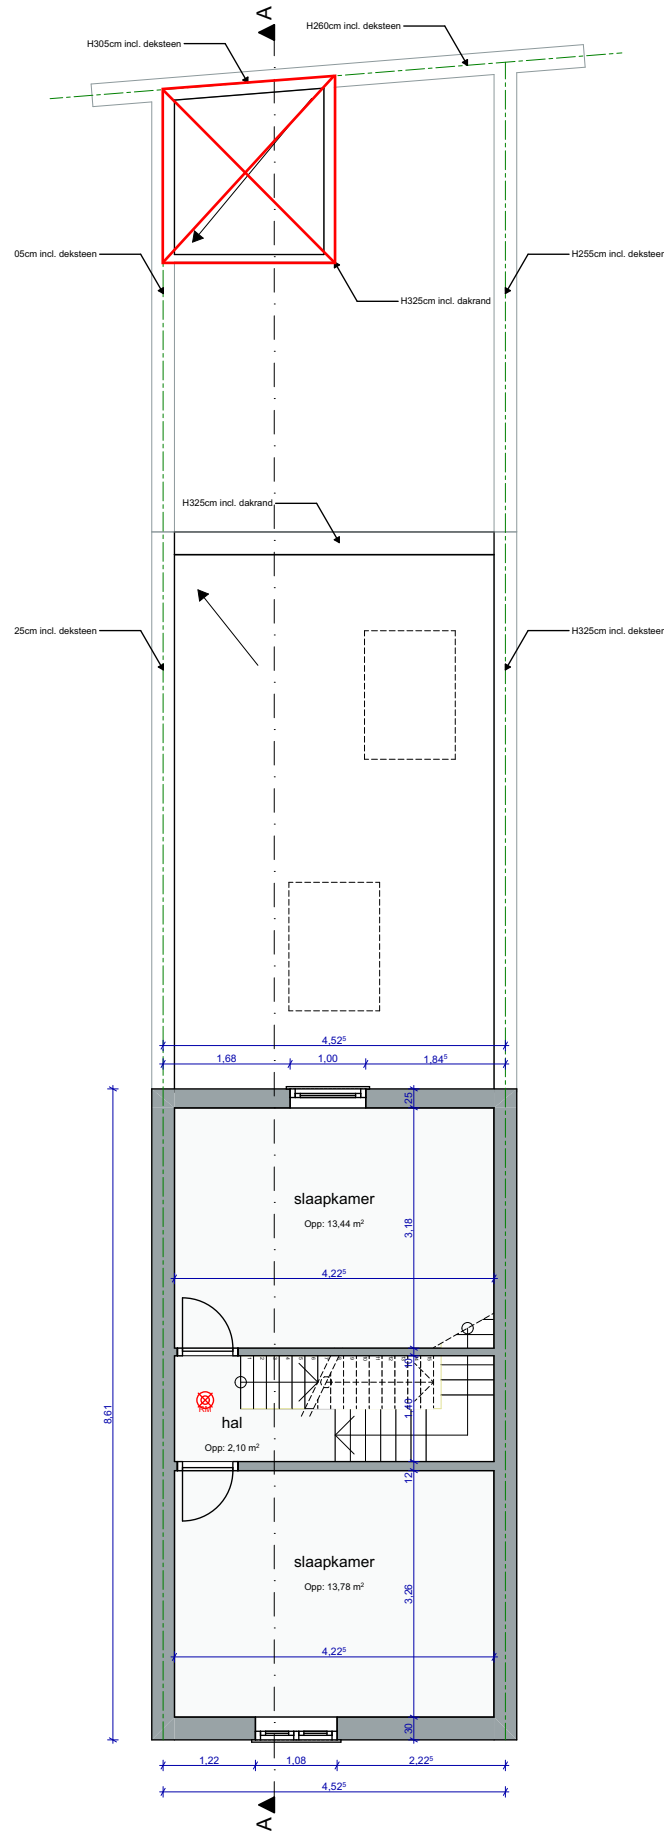 A
H260cm incl. deksteen
H305cm incl. deksteen
05cm incl. deksteen
H255cm incl. deksteen
H325cm incl. dakrand
H325cm incl. dakrand
25cm incl. deksteen
H325cm incl. deksteen
4,52⁵
1,68
1,00
1,84⁵
25
slaapkamer
Opp: 13,44 m²
3,18
4,22⁵
10
8,61
RM
hal
1,40
Opp: 2,10 m²
12
slaapkamer
Opp: 13,78 m²
3,26
4,22⁵
30
1,22
1,08
2,22⁵
4,52⁵
A